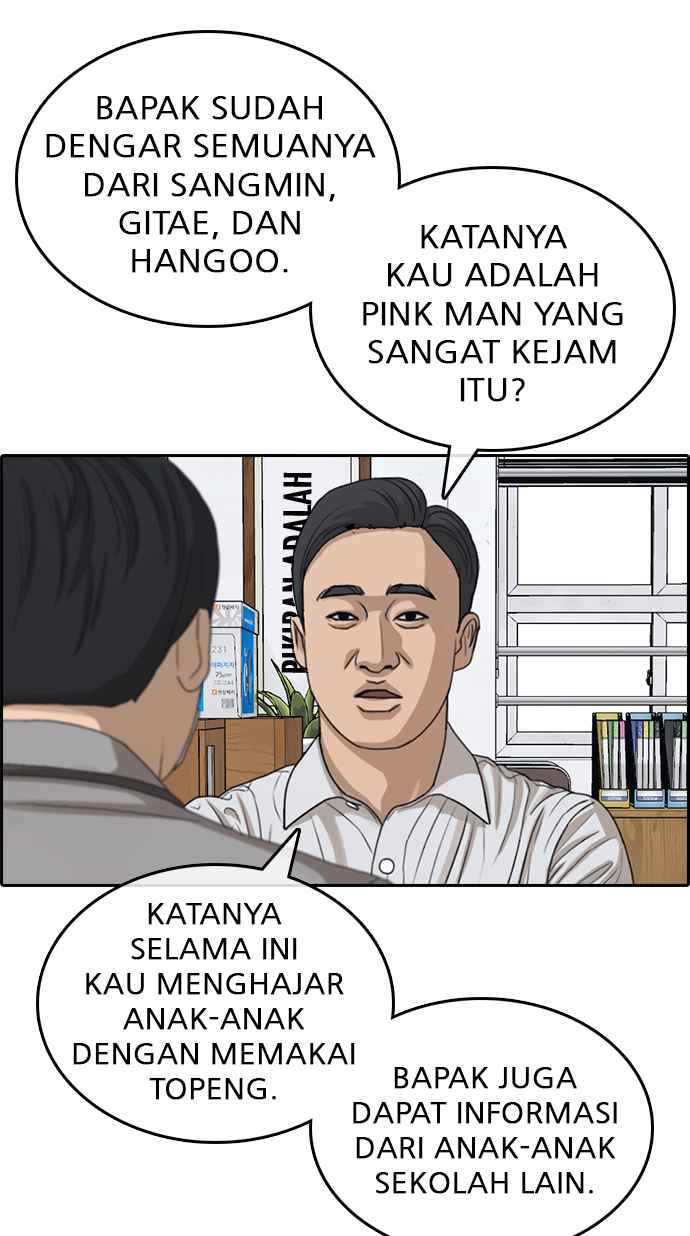 BAPAK SUDAH
DENGAR SEMUANYA
DARI SANGMIN,
GITAE, DAN
HANGOO.
KATANYA
KAU ADALAH
PINK MAN YANG
SANGAT KEJAM
ITU?
PIKIRAN ADALAH
231
KATANYA
SELAMA INI
KAU MENGHAJAR
ANAK-ANAK
DENGAN MEMAKAI
TOPENG.
BAPAK JUGA
DAPAT INFORMASI
DARI ANAK-ANAK
SEKOLAH LAIN.